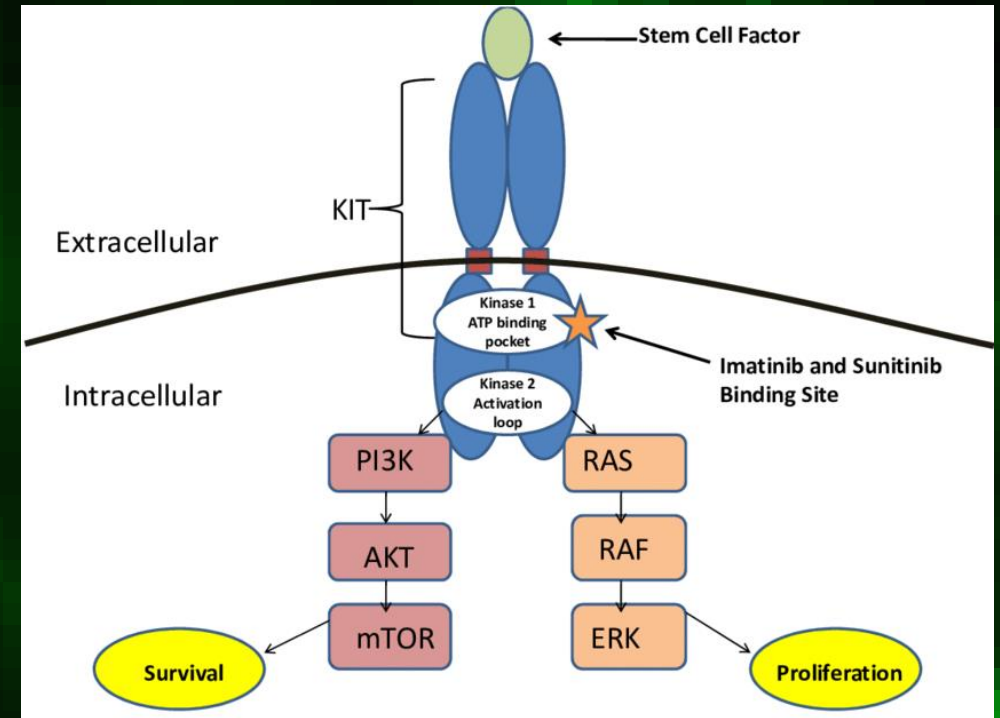 Stem Cell Factor
KIT
Extracellular
Kinase 1
ATP binding
pocket
Imatinib and Sunitinib
Binding Site
Intracellular
Kinase 2
Activation
loop
PI3K
RAS
AKT
RAF
mTOR
ERK
Survival
Proliferation